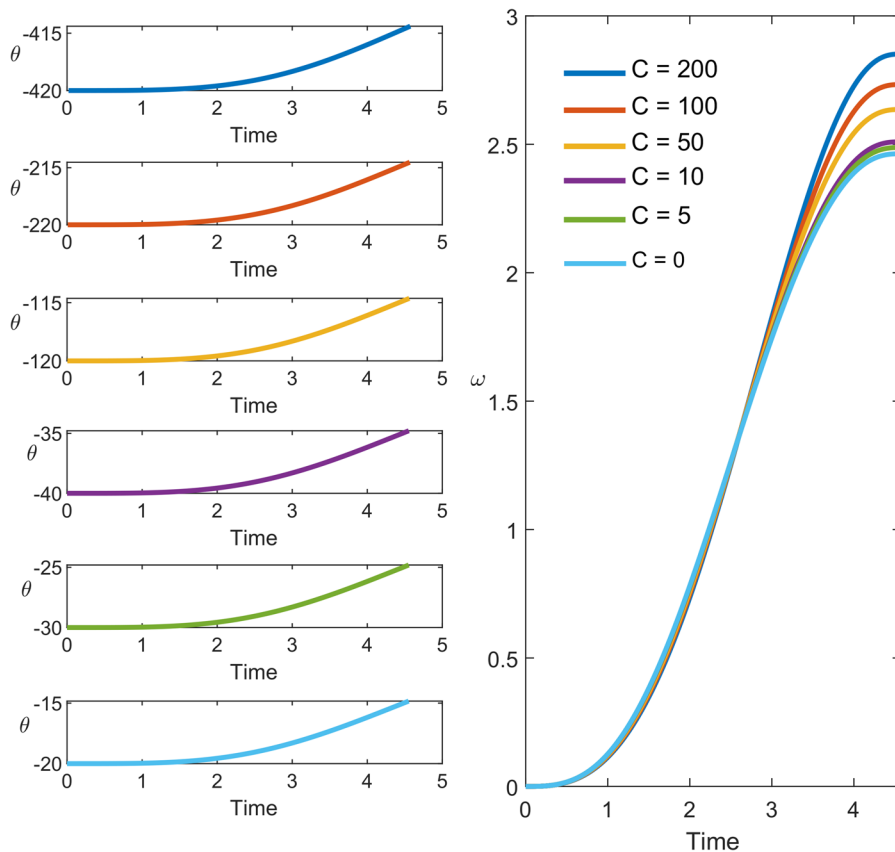 -415
θ
-420
0 1 2 3 4 5
Time
-215
θ
-220
0 1 2 3 4 5
Time
-115
θ
-120
0 1 2 3 4 5
Time
-35
θ
-40
0 1 2 3 4 5
Time
-25
θ
-30
0 1 2 3 4 5
Time
-15
θ
-20
0 1 2 3 4 5
Time
3
2.5
2
ω
1.5
1
0.5
0
0 1 2 3 4
Time
C = 200
C = 100
C = 50
C = 10
C = 5
C = 0